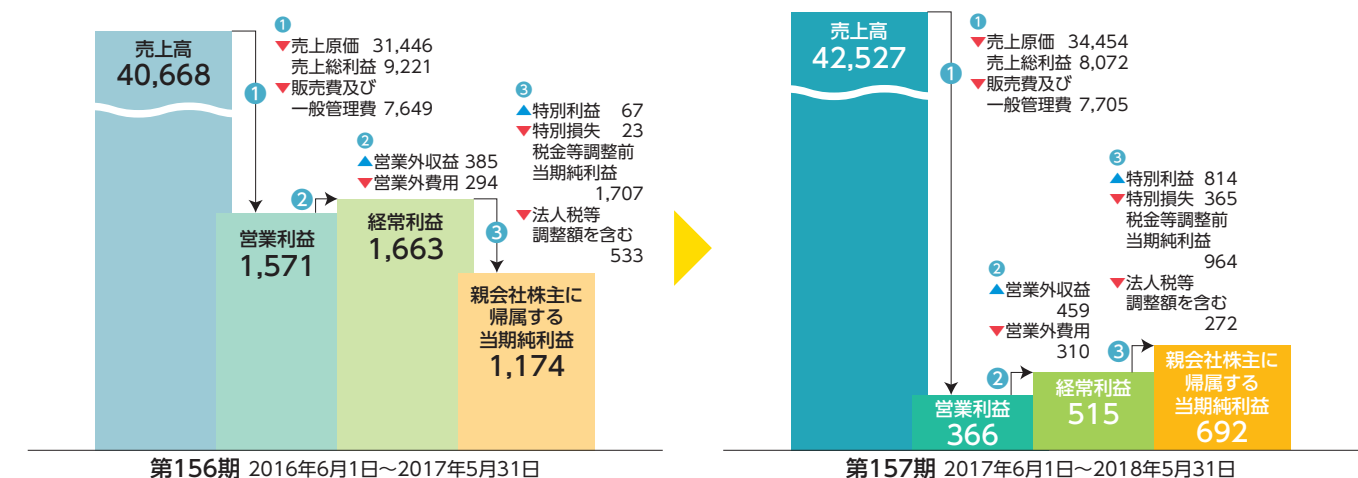 売上高
40,668
❶
▼売上原価 31,446
売上総利益 9,221
▼販売費及び
一般管理費 7,649
❶
❷
▲営業外収益 385
▼営業外費用 294
❷
営業利益
1,571
経常利益
1,663
❸
▲特別利益 67
▼特別損失 23
税金等調整前
当期純利益
1,707
▼法人税等
調整額を含む
533
❸
親会社株主に
帰属する
当期純利益
1,174
第156期 2016年6月1日～2017年5月31日
売上高
42,527
❶
▼売上原価 34,454
売上総利益 8,072
▼販売費及び
一般管理費 7,705
❶
❷
▲営業外収益
459
▼営業外費用
310
❷
営業利益
366
経常利益
515
❸
▲特別利益 814
▼特別損失 365
税金等調整前
当期純利益
964
▼法人税等
調整額を含む
272
❸
親会社株主に
帰属する
当期純利益
692
第157期 2017年6月1日～2018年5月31日